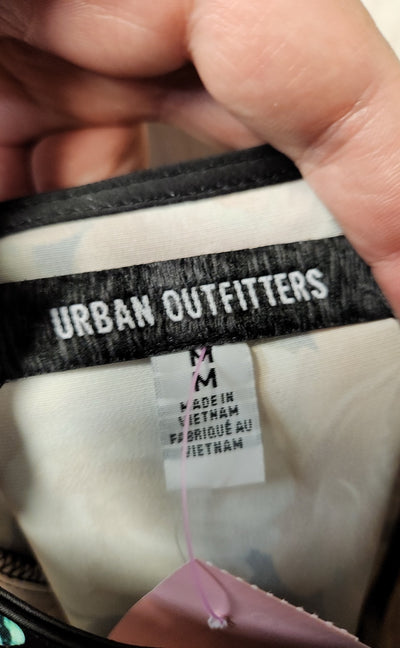 URBAN OUTFITTERS
M
M
MADE IN
VIETNAM
FABRIQUÉ AU
VIETNAM